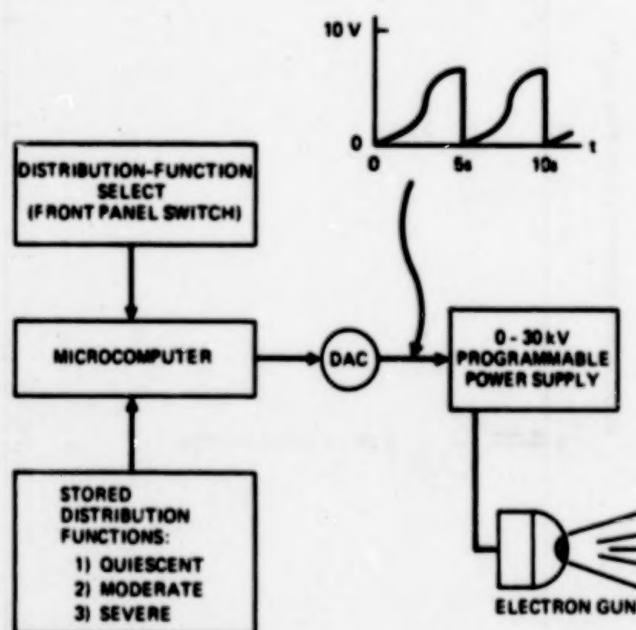 10 V
0
0
5s
10s
t
DISTRIBUTION-FUNCTION
SELECT
(FRONT PANEL SWITCH)
MICROCOMPUTER
DAC
0 - 30 kV
PROGRAMMABLE
POWER SUPPLY
STORED
DISTRIBUTION
FUNCTIONS:
1) QUIESCENT
2) MODERATE
3) SEVERE
ELECTRON GUN